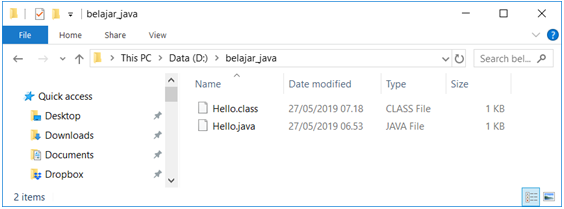 belajar_java
File Home Share View
This PC Data (D:) belajar_java Search bel...
Name Date modified Type Size
Quick access
Desktop
Downloads
Documents
Dropbox
Hello.class 27/05/2019 07.18 CLASS File 1 KB
Hello.java 27/05/2019 06.53 JAVA File 1 KB
2 items